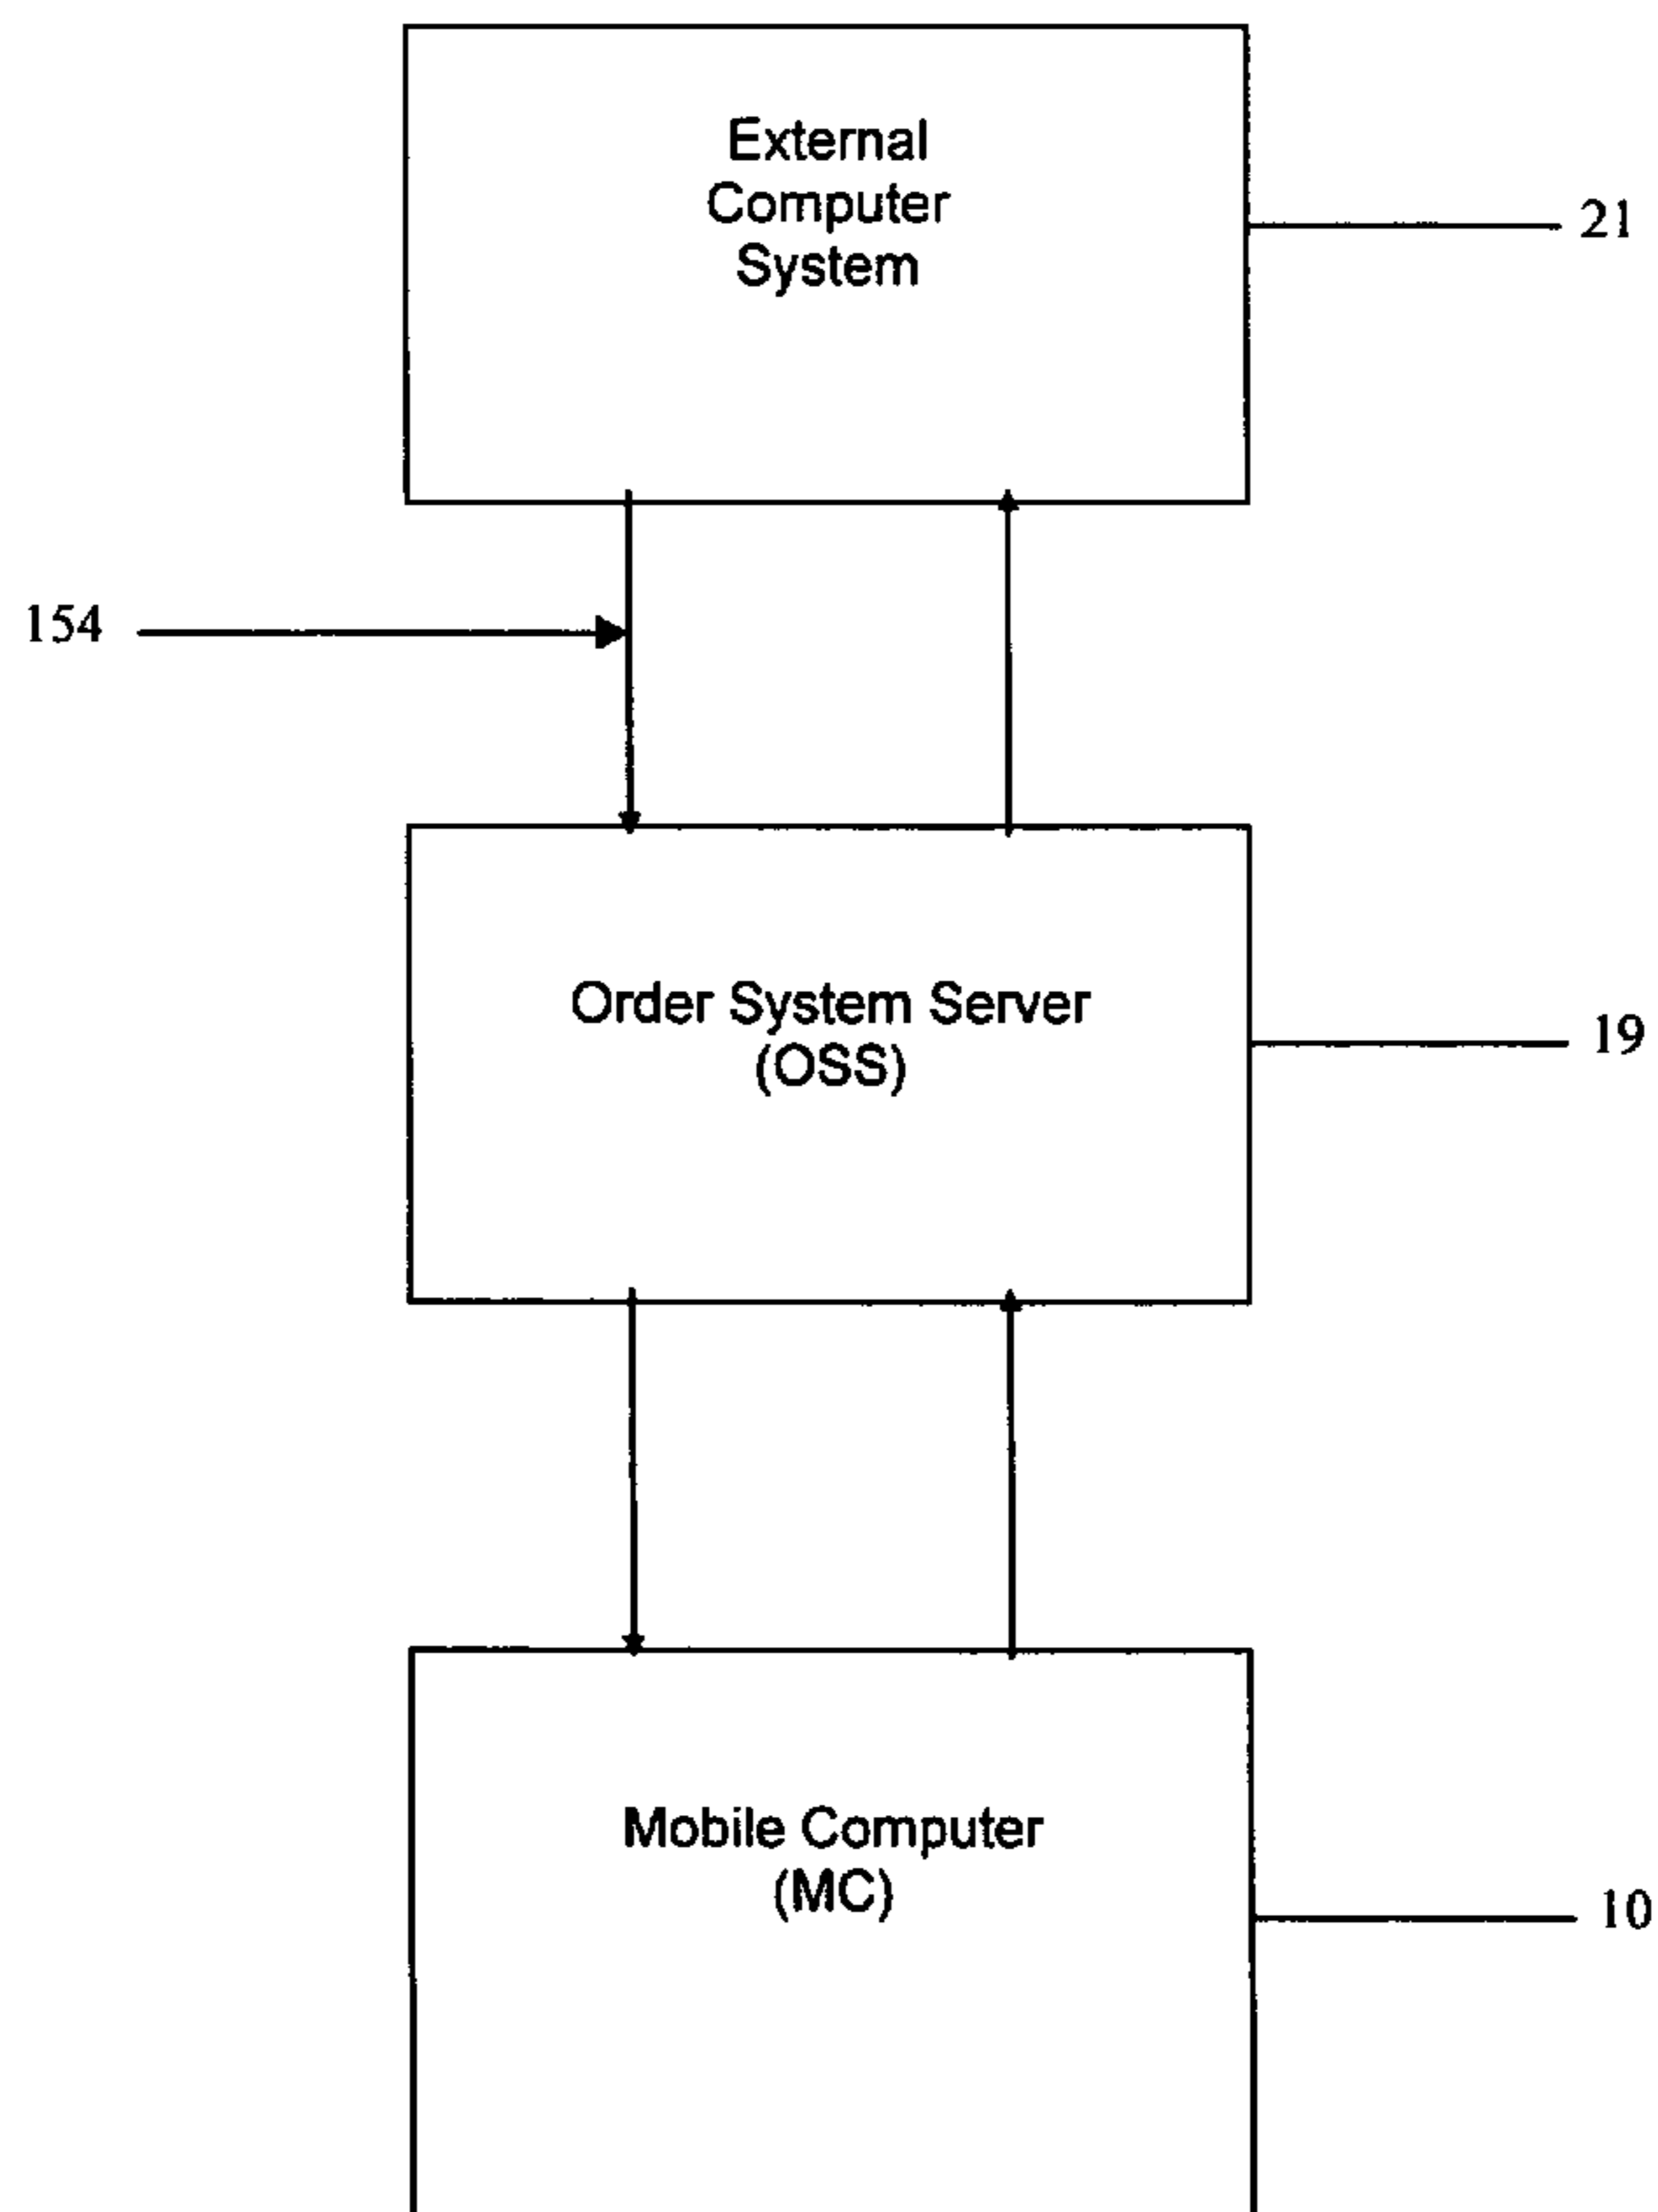 External
Computer
System
21
154
Order System Server
(OSS)
19
Mobile Computer
(MC)
10